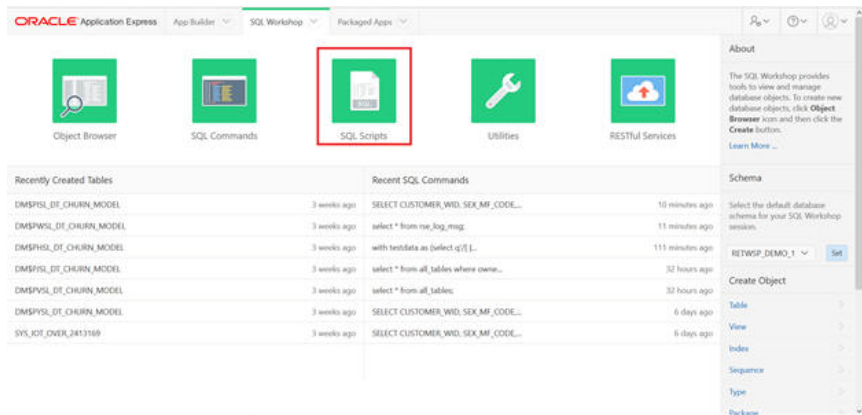 ORACLE Application Express App Builder SQL Workshop Packaged Apps
Object Browser
SQL Commands
SQL
SQL Scripts
Utilities
RESTful Services
Recently Created Tables
DM$PJSL_DT_CHURN_MODEL 3 weeks ago
DM$PWSL_DT_CHURN_MODEL 3 weeks ago
DM$PHSL_DT_CHURN_MODEL 3 weeks ago
3 weeks ago
DM$PVSL_DT_CHURN_MODEL 3 weeks ago
DM$PYSL_DT_CHURN_MODEL 3 weeks ago
SYS_IOT_OVER_2413169 3 weeks ago
Recent SQL Commands
SELECT CUSTOMER_WID, SEX_MF_CODE,... 10 minutes ago
select * from rse_log_msg; 11 minutes ago
with testdata as (select q'/[ {... 111 minutes ago
select * from all_tables where owne... 32 hours ago
select * from all_tables; 32 hours ago
SELECT CUSTOMER_WID, SEX_MF_CODE,... 6 days ago
SELECT CUSTOMER_WID, SEX_MF_CODE,... 6 days ago
About
The SQL Workshop provides
tools to view and manage
database objects. To create new
database objects, click Object
Browser icon and then click the
Create button.
Learn More ...
Schema
Select the default database
schema for your SQL Workshop
session.
RETWSP_DEMO_1 Set
Create Object
Table
View
Index
Sequence
Type
Package